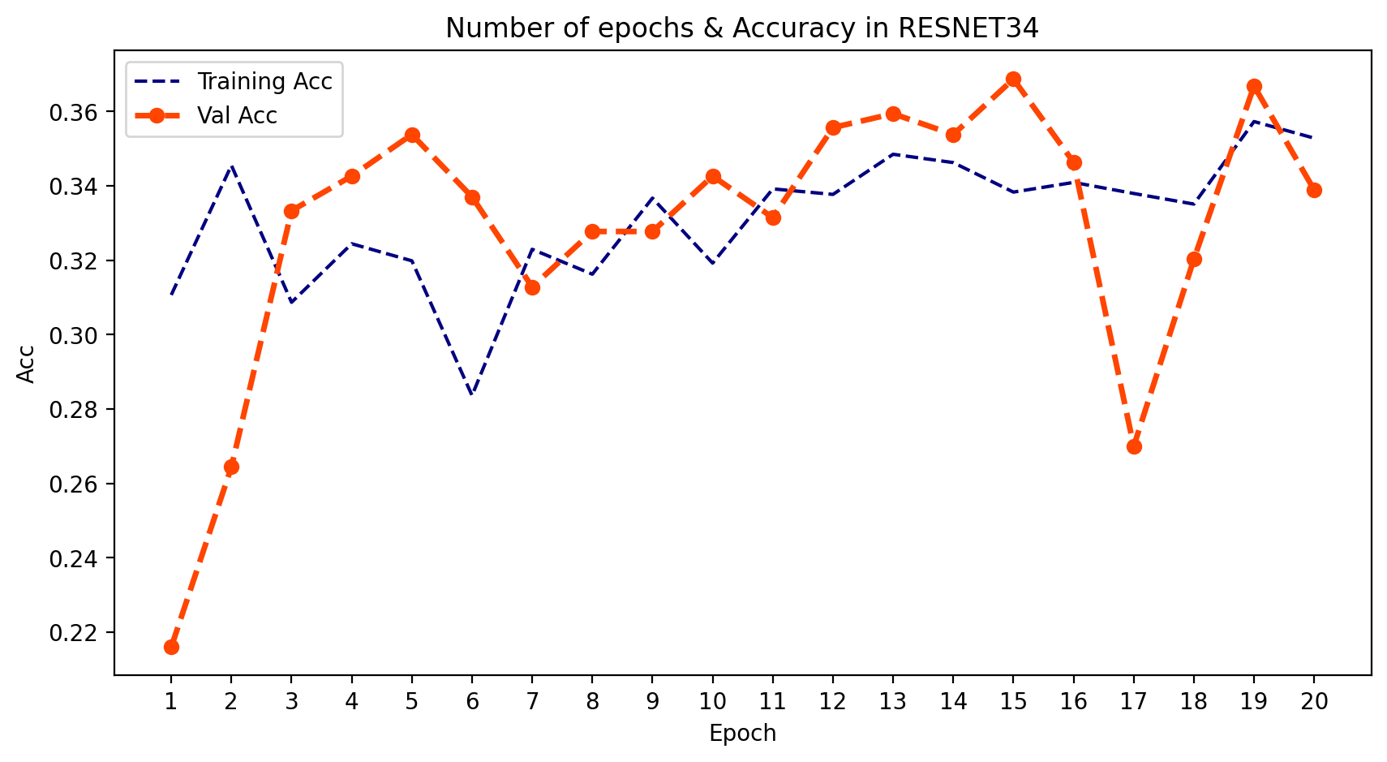 Number of epochs & Accuracy in RESNET34
Training Acc
Val Acc
0.36
0.34
0.32
0.30
0.28
0.26
0.24
0.22
Acc
1 2 3 4 5 6 7 8 9 10 11 12 13 14 15 16 17 18 19 20
Epoch